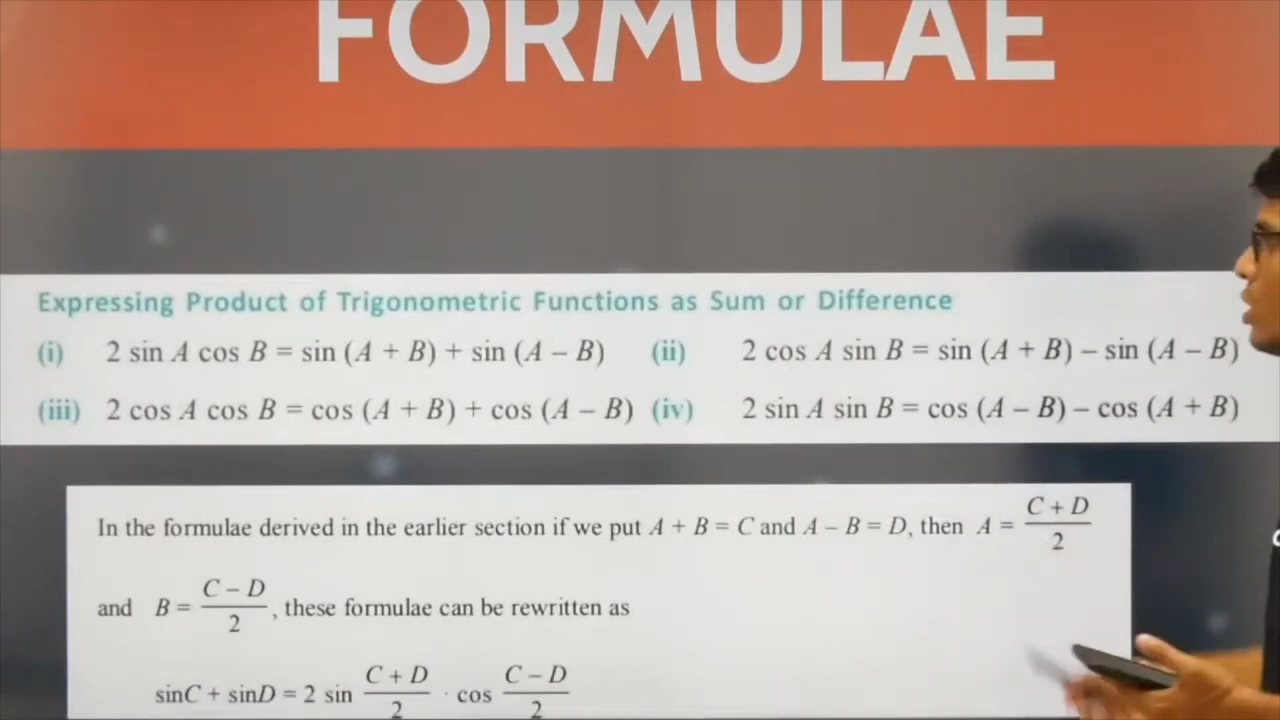 FORMULAE
Expressing Product of Trigonometric Functions as Sum or Difference
(i) 2 sin A cos B = sin (A + B) + sin (A – B) (ii) 2 cos A sin B = sin (A + B) – sin (A – B)
(iii) 2 cos A cos B = cos (A + B) + cos (A – B) (iv) 2 sin A sin B = cos (A – B) – cos (A + B)
In the formulae derived in the earlier section if we put A + B = C and A – B = D, then A = (C + D)/2
and B = (C – D)/2, these formulae can be rewritten as
sinC + sinD = 2 sin (C + D)/2 · cos (C – D)/2